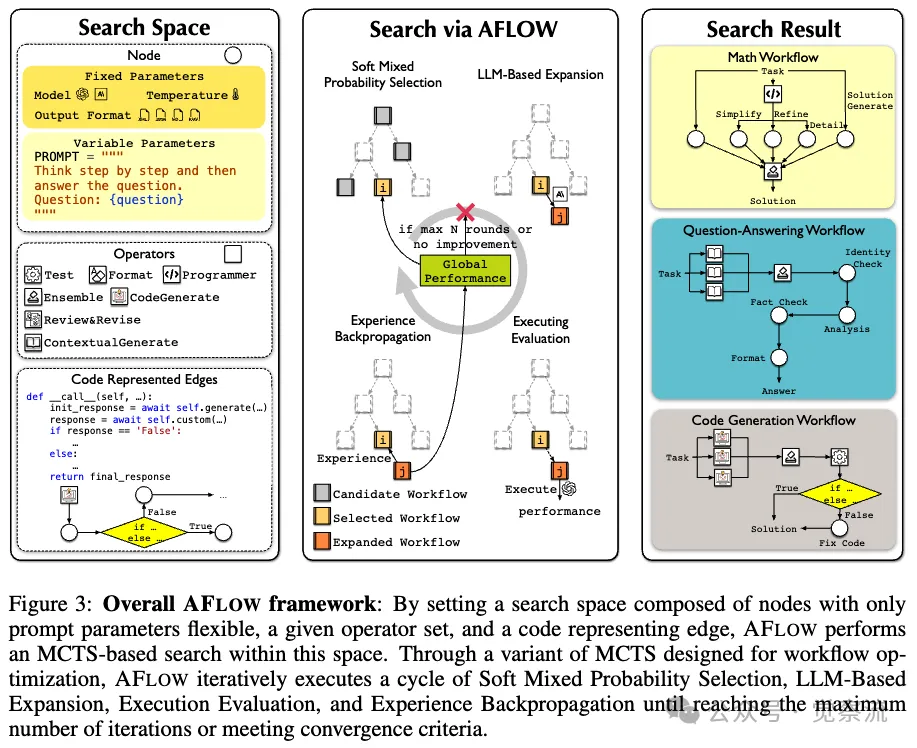 Search Space
Node
Fixed Parameters
Model
Temperature
Output Format
Variable Parameters
PROMPT = """
Think step by step and then
answer the question.
Question: {question}
"""
Operators
Test
Format
Programmer
Ensemble
CodeGenerate
Review&Revise
ContextualGenerate
Code Represented Edges
def __call__(self, …):
init_response = await self.generate(…)
response = await self.custom(…)
if response == 'False':
…
else:
…
return final_response
…
False
if …
else …
True
Search via AFLOW
Soft Mixed
Probability Selection
LLM-Based Expansion
i
i
j
if max N rounds or
no improvement
Global
Performance
Experience
Backpropagation
Executing
Evaluation
i
Experience
j
i
j
Execute
performance
Candidate Workflow
Selected Workflow
Expanded Workflow
Search Result
Math Workflow
Task
Solution
Generate
Simplify
Refine
Detail
Solution
Question-Answering Workflow
Identity
Check
Task
Fact Check
Analysis
Format
Answer
Code Generation Workflow
Task
True
if …
else …
False
Solution
Fix Code
Figure 3: Overall AFLOW framework: By setting a search space composed of nodes with only
prompt parameters flexible, a given operator set, and a code representing edge, AFLOW performs
an MCTS-based search within this space. Through a variant of MCTS designed for workflow op-
timization, AFLOW iteratively executes a cycle of Soft Mixed Probability Selection, LLM-Based
Expansion, Execution Evaluation, and Experience Backpropagation until reaching the maximum
number of iterations or meeting convergence criteria.
公众号 · 觉察流